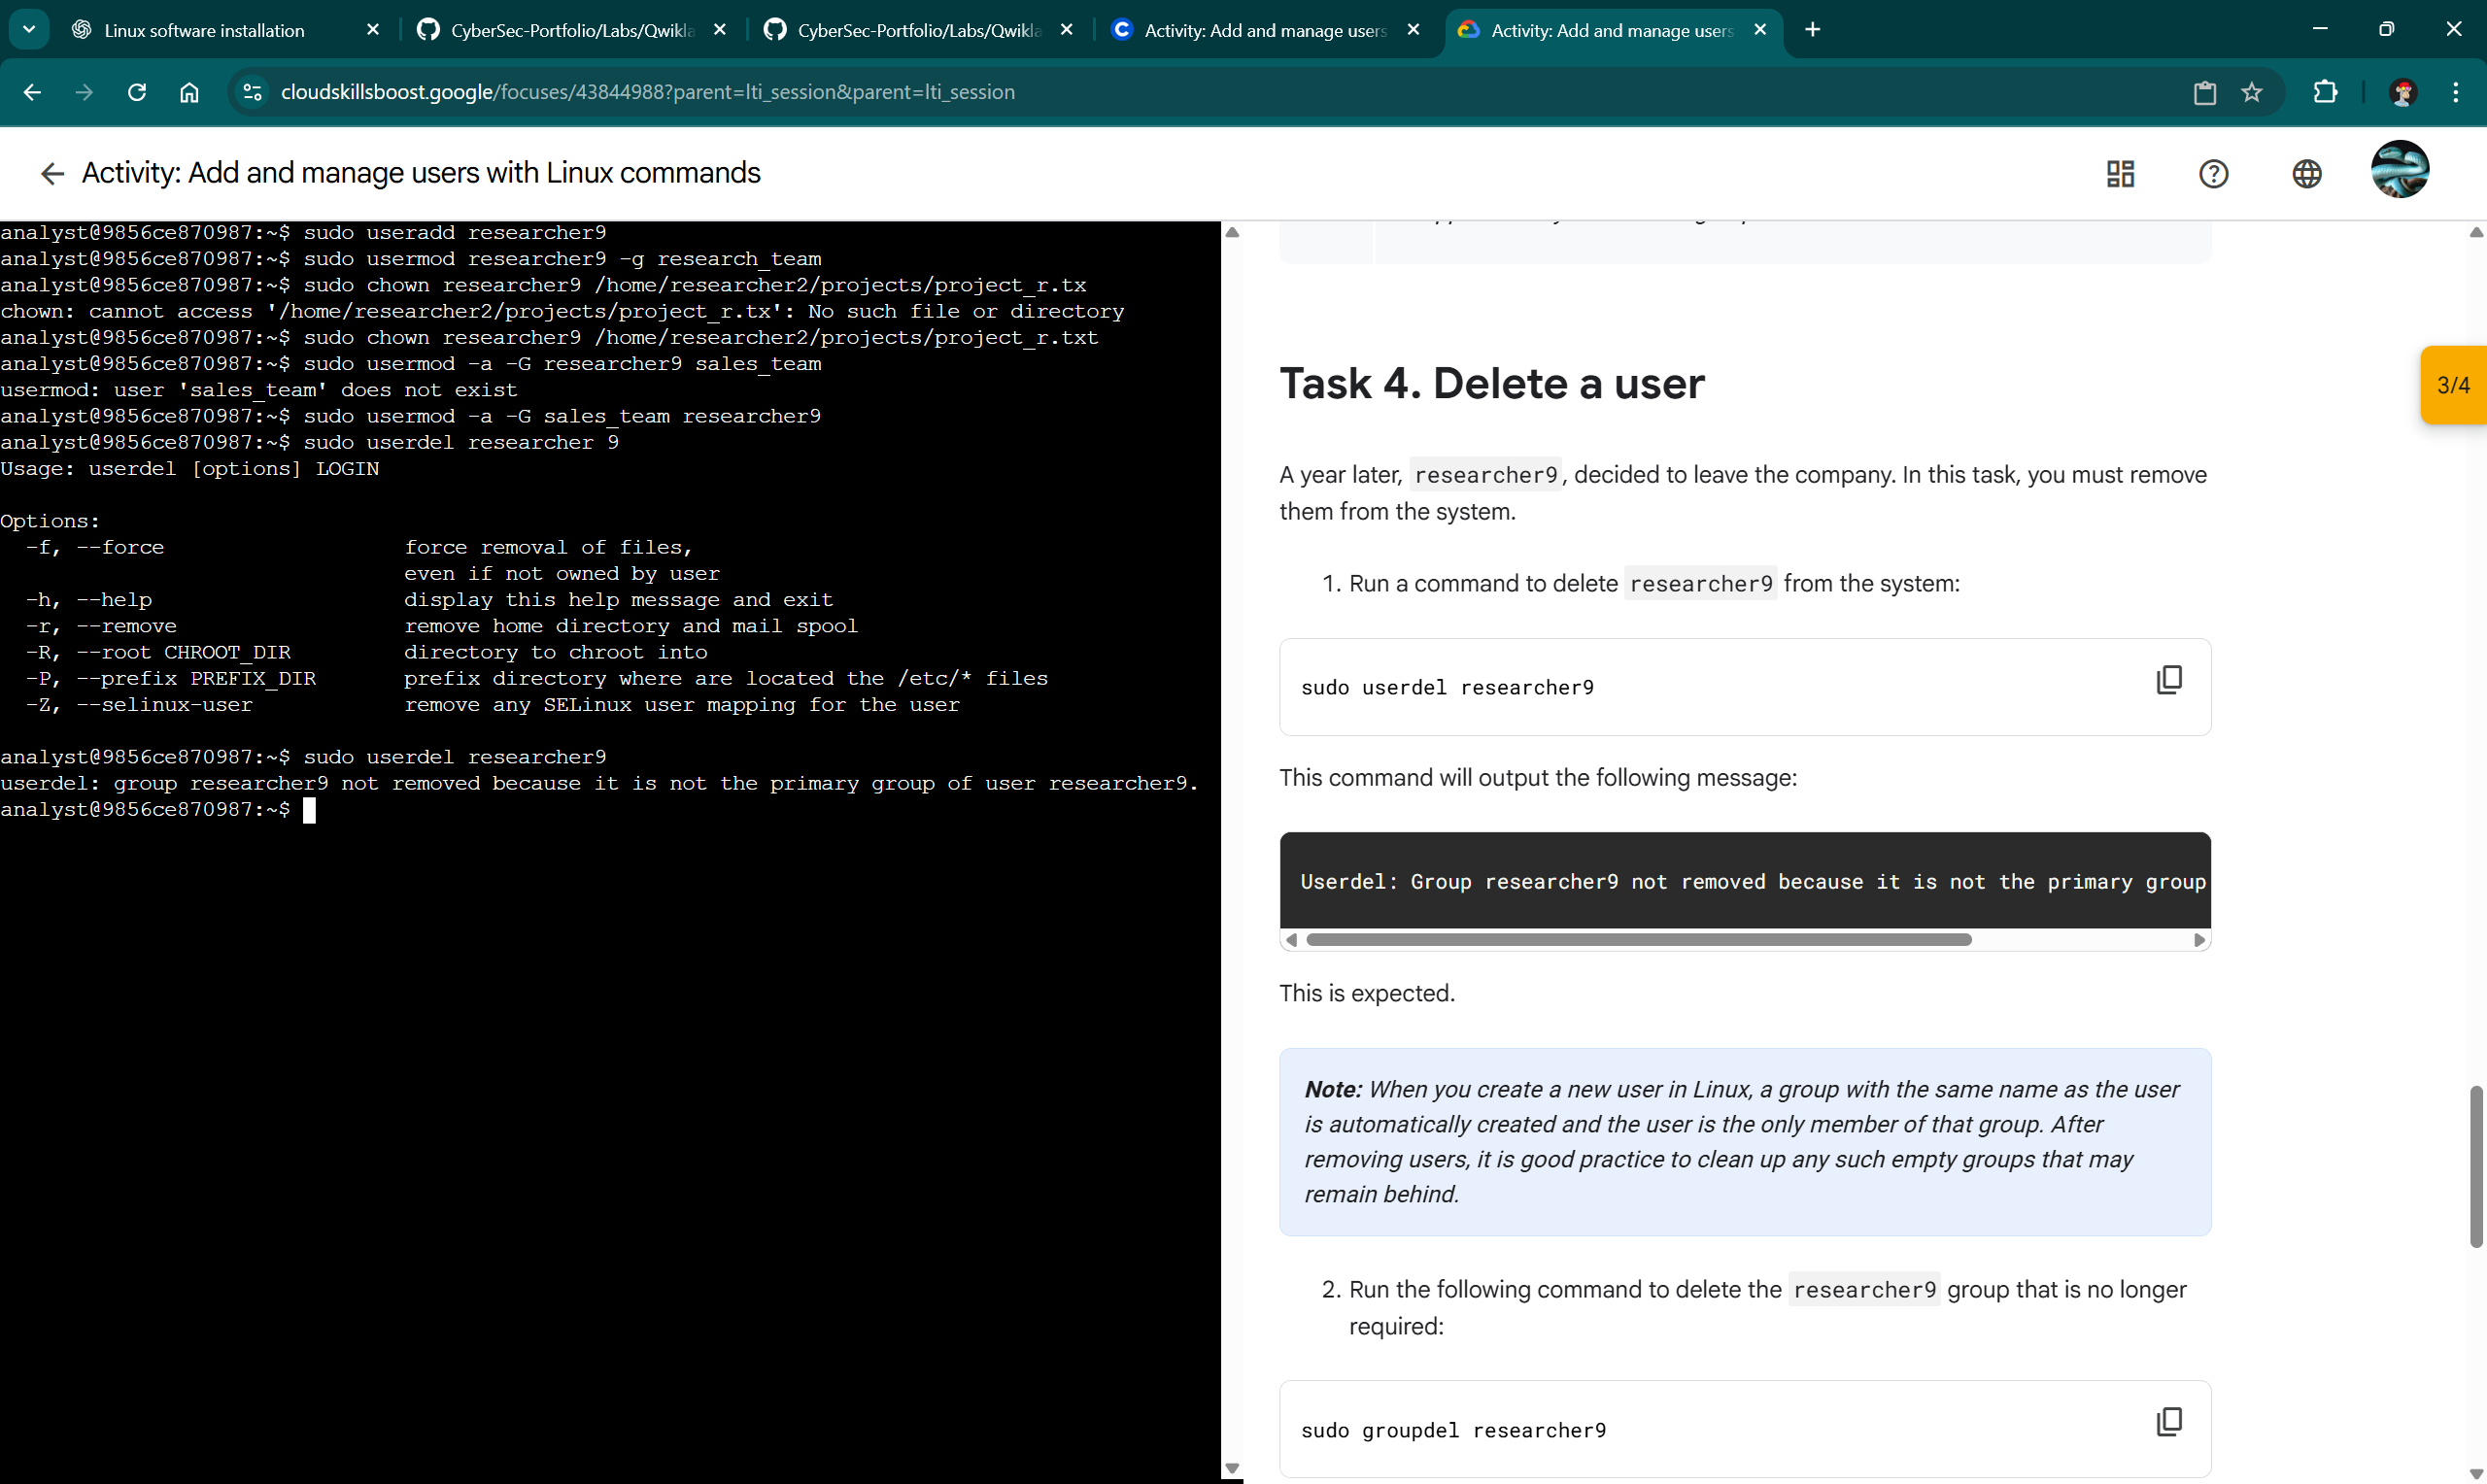 Linux software installation
CyberSec-Portfolio/Labs/Qwikla
CyberSec-Portfolio/Labs/Qwikla
Activity: Add and manage users
Activity: Add and manage users
cloudskillsboost.google/focuses/43844988?parent=lti_session&parent=lti_session
Activity: Add and manage users with Linux commands
analyst@9856ce870987:~$ sudo useradd researcher9
analyst@9856ce870987:~$ sudo usermod researcher9 -g research_team
analyst@9856ce870987:~$ sudo chown researcher9 /home/researcher2/projects/project_r.tx
chown: cannot access '/home/researcher2/projects/project_r.tx': No such file or directory
analyst@9856ce870987:~$ sudo chown researcher9 /home/researcher2/projects/project_r.txt
analyst@9856ce870987:~$ sudo usermod -a -G researcher9 sales_team
usermod: user 'sales_team' does not exist
analyst@9856ce870987:~$ sudo usermod -a -G sales_team researcher9
analyst@9856ce870987:~$ sudo userdel researcher 9
Usage: userdel [options] LOGIN
Options:
-f, --force force removal of files,
even if not owned by user
-h, --help display this help message and exit
-r, --remove remove home directory and mail spool
-R, --root CHROOT_DIR directory to chroot into
-P, --prefix PREFIX_DIR prefix directory where are located the /etc/* files
-Z, --selinux-user remove any SELinux user mapping for the user
analyst@9856ce870987:~$ sudo userdel researcher9
userdel: group researcher9 not removed because it is not the primary group of user researcher9.
analyst@9856ce870987:~$
Task 4. Delete a user
3/4
A year later, researcher9, decided to leave the company. In this task, you must remove
them from the system.
1. Run a command to delete researcher9 from the system:
sudo userdel researcher9
This command will output the following message:
Userdel: Group researcher9 not removed because it is not the primary group
This is expected.
Note: When you create a new user in Linux, a group with the same name as the user
is automatically created and the user is the only member of that group. After
removing users, it is good practice to clean up any such empty groups that may
remain behind.
2. Run the following command to delete the researcher9 group that is no longer
required:
sudo groupdel researcher9